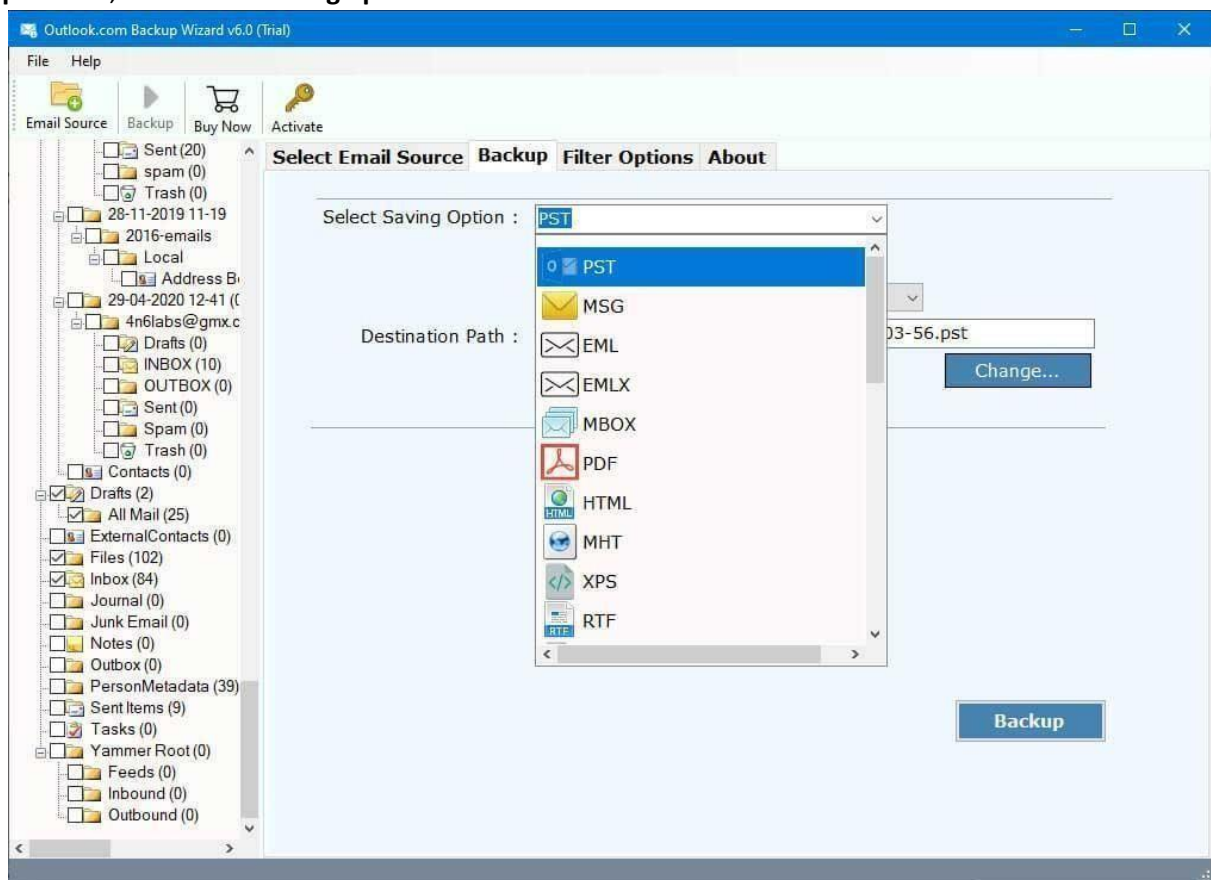 Outlook.com Backup Wizard v6.0 (Trial)
File Help
Email Source Backup Buy Now Activate
Sent (20)
spam (0)
Trash (0)
28-11-2019 11-19
2016-emails
Local
Address B
29-04-2020 12-41 (
4n6labs@gmx.c
Drafts (0)
INBOX (10)
OUTBOX (0)
Sent (0)
Spam (0)
Trash (0)
Contacts (0)
Drafts (2)
All Mail (25)
ExternalContacts (0)
Files (102)
Inbox (84)
Journal (0)
Junk Email (0)
Notes (0)
Outbox (0)
PersonMetadata (39)
Sent Items (9)
Tasks (0)
Yammer Root (0)
Feeds (0)
Inbound (0)
Outbound (0)
Select Email Source Backup Filter Options About
Select Saving Option : PST
PST
MSG
EML
EMLX
MBOX
PDF
HTML
MHT
XPS
RTF
Destination Path : 03-56.pst
Change...
Backup